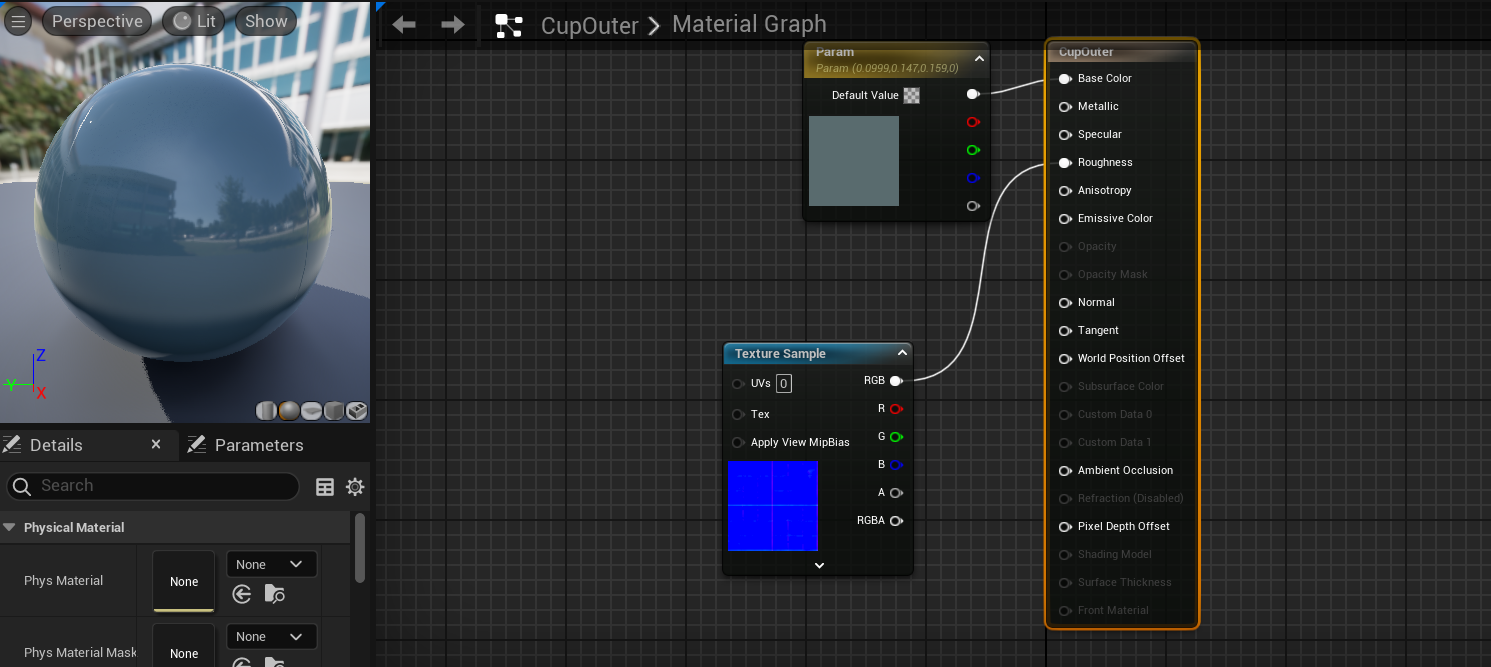 Perspective
Lit
Show
CupOuter
Material Graph
Param
Param (0.0999,0.147,0.159,0)
Default Value
CupOuter
Base Color
Metallic
Specular
Roughness
Anisotropy
Emissive Color
Opacity
Opacity Mask
Normal
Tangent
World Position Offset
Subsurface Color
Custom Data 0
Custom Data 1
Ambient Occlusion
Refraction (Disabled)
Pixel Depth Offset
Shading Model
Surface Thickness
Front Material
Texture Sample
UVs 0
RGB
R
Tex
G
Apply View MipBias
B
A
RGBA
Z
Y
X
Details
Parameters
Search
Physical Material
Phys Material
None
None
Phys Material Mask
None
None